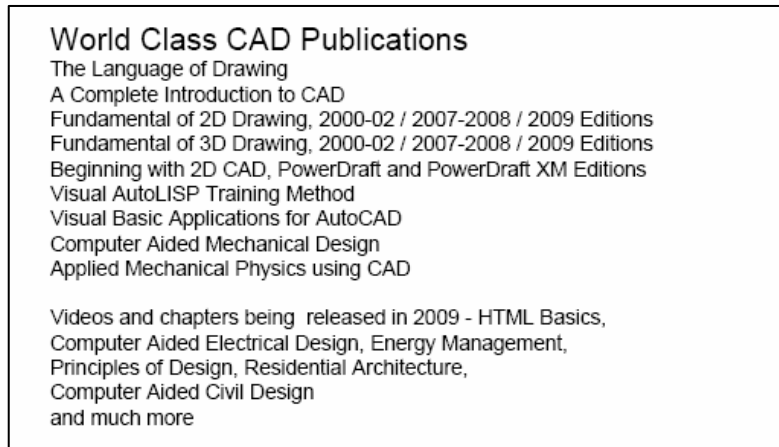 World Class CAD Publications
The Language of Drawing
A Complete Introduction to CAD
Fundamental of 2D Drawing, 2000-02 / 2007-2008 / 2009 Editions
Fundamental of 3D Drawing, 2000-02 / 2007-2008 / 2009 Editions
Beginning with 2D CAD, PowerDraft and PowerDraft XM Editions
Visual AutoLISP Training Method
Visual Basic Applications for AutoCAD
Computer Aided Mechanical Design
Applied Mechanical Physics using CAD
Videos and chapters being  released in 2009 - HTML Basics,
Computer Aided Electrical Design, Energy Management,
Principles of Design, Residential Architecture,
Computer Aided Civil Design
and much more